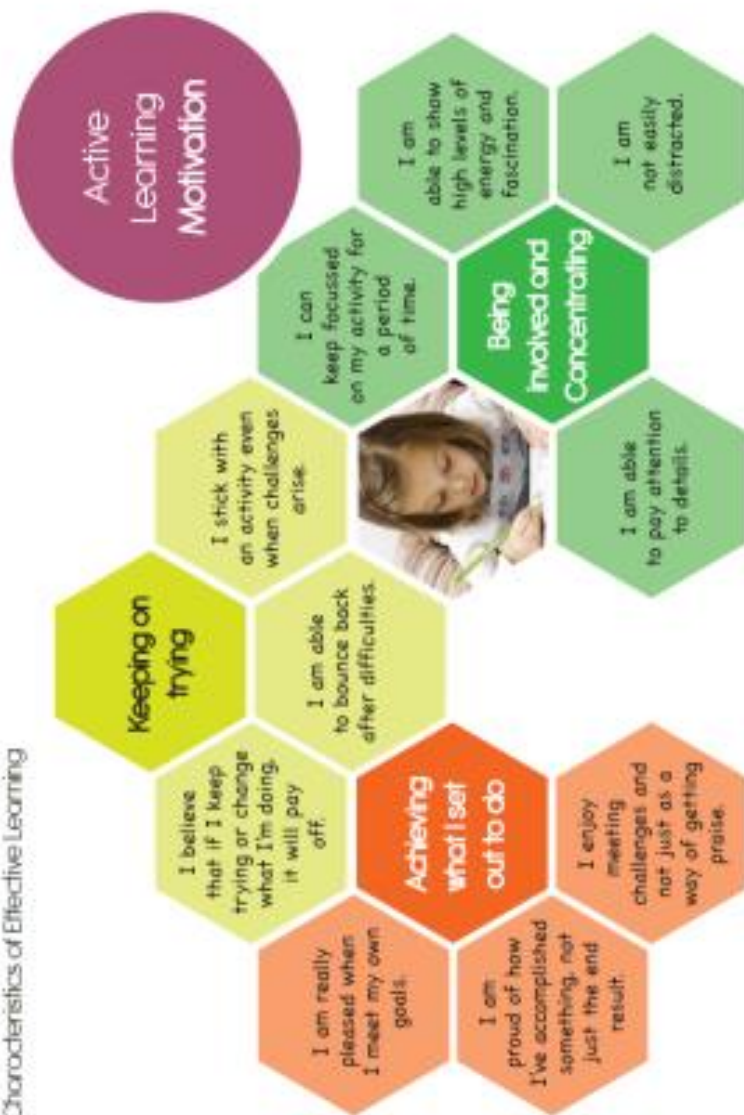 Characteristics of Effective Learning
Active
Learning
Motivation
Keeping on
trying
I believe
that if I keep
trying or change
what I'm doing,
it will pay
off.
I am able
to bounce back
after difficulties.
I stick with
an activity even
when challenges
arise.
Achieving
what I set
out to do
I am really
pleased when
I meet my own
goals.
I am
proud of how
I've accomplished
something, not
just the end
result.
I enjoy
meeting
challenges and
not just as a
way of getting
praise.
Being
involved and
Concentrating
I can
keep focussed
on my activity for
a period
of time.
I am
able to show
high levels of
energy and
fascination.
I am
not easily
distracted.
I am able
to pay attention
to details.